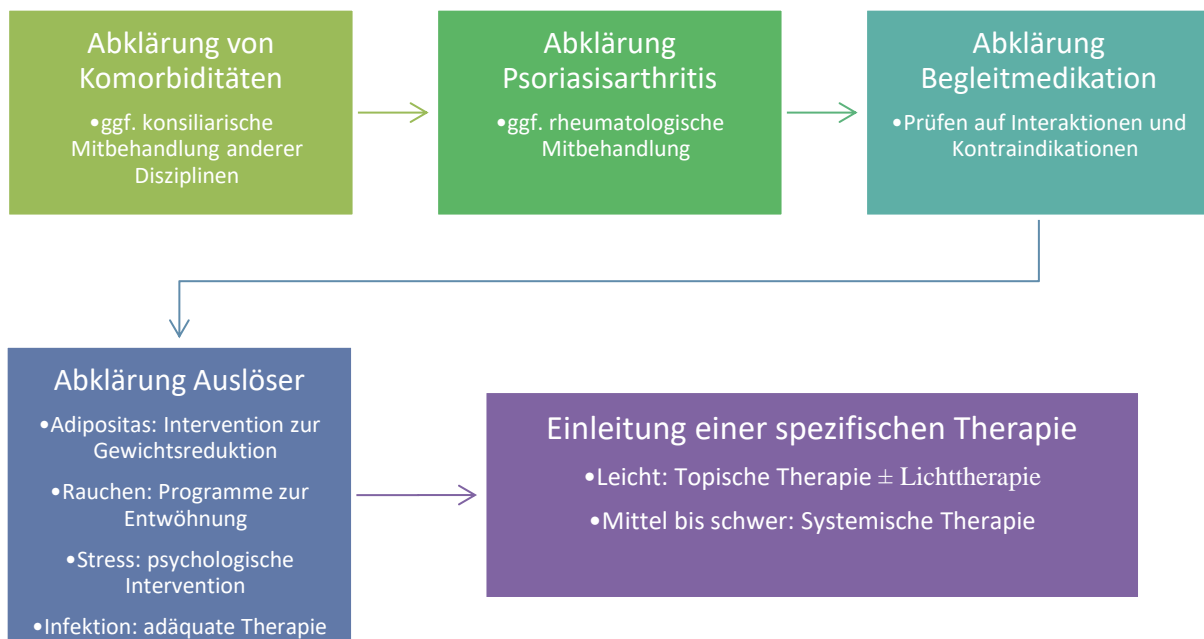 Abklärung von
Komorbiditäten
•ggf. konsiliarische
Mitbehandlung anderer
Disziplinen
Abklärung
Psoriasisarthritis
•ggf. rheumatologische
Mitbehandlung
Abklärung
Begleitmedikation
•Prüfen auf Interaktionen und
Kontraindikationen
Abklärung Auslöser
•Adipositas: Intervention zur
Gewichtsreduktion
•Rauchen: Programme zur
Entwöhnung
•Stress: psychologische
Intervention
•Infektion: adäquate Therapie
Einleitung einer spezifischen Therapie
•Leicht: Topische Therapie ± Lichttherapie
•Mittel bis schwer: Systemische Therapie